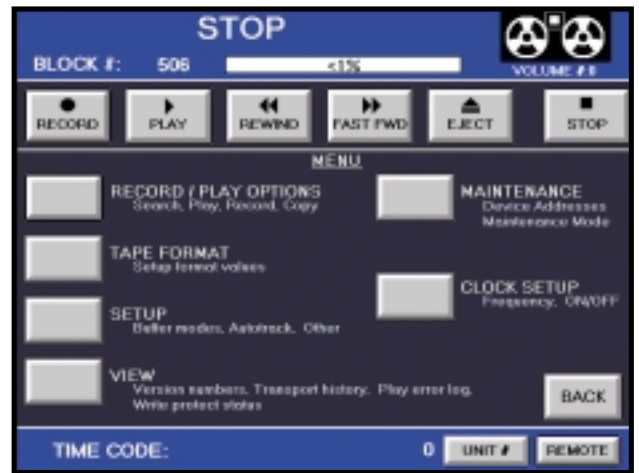 STOP
BLOCK #: 506 <1% VOLUME #:0
RECORD PLAY REWIND FAST FWD EJECT STOP
MENU
RECORD / PLAY OPTIONS
Search, Play, Record, Copy
MAINTENANCE
Device Addresses
Maintenance Mode
TAPE FORMAT
Setup format values
CLOCK SETUP
Frequency, ON/OFF
SETUP
Buffer modes, Autotrack, Other
VIEW
Version numbers, Transport history, Play error log,
Write protect status
BACK
TIME CODE: 0 UNIT # REMOTE